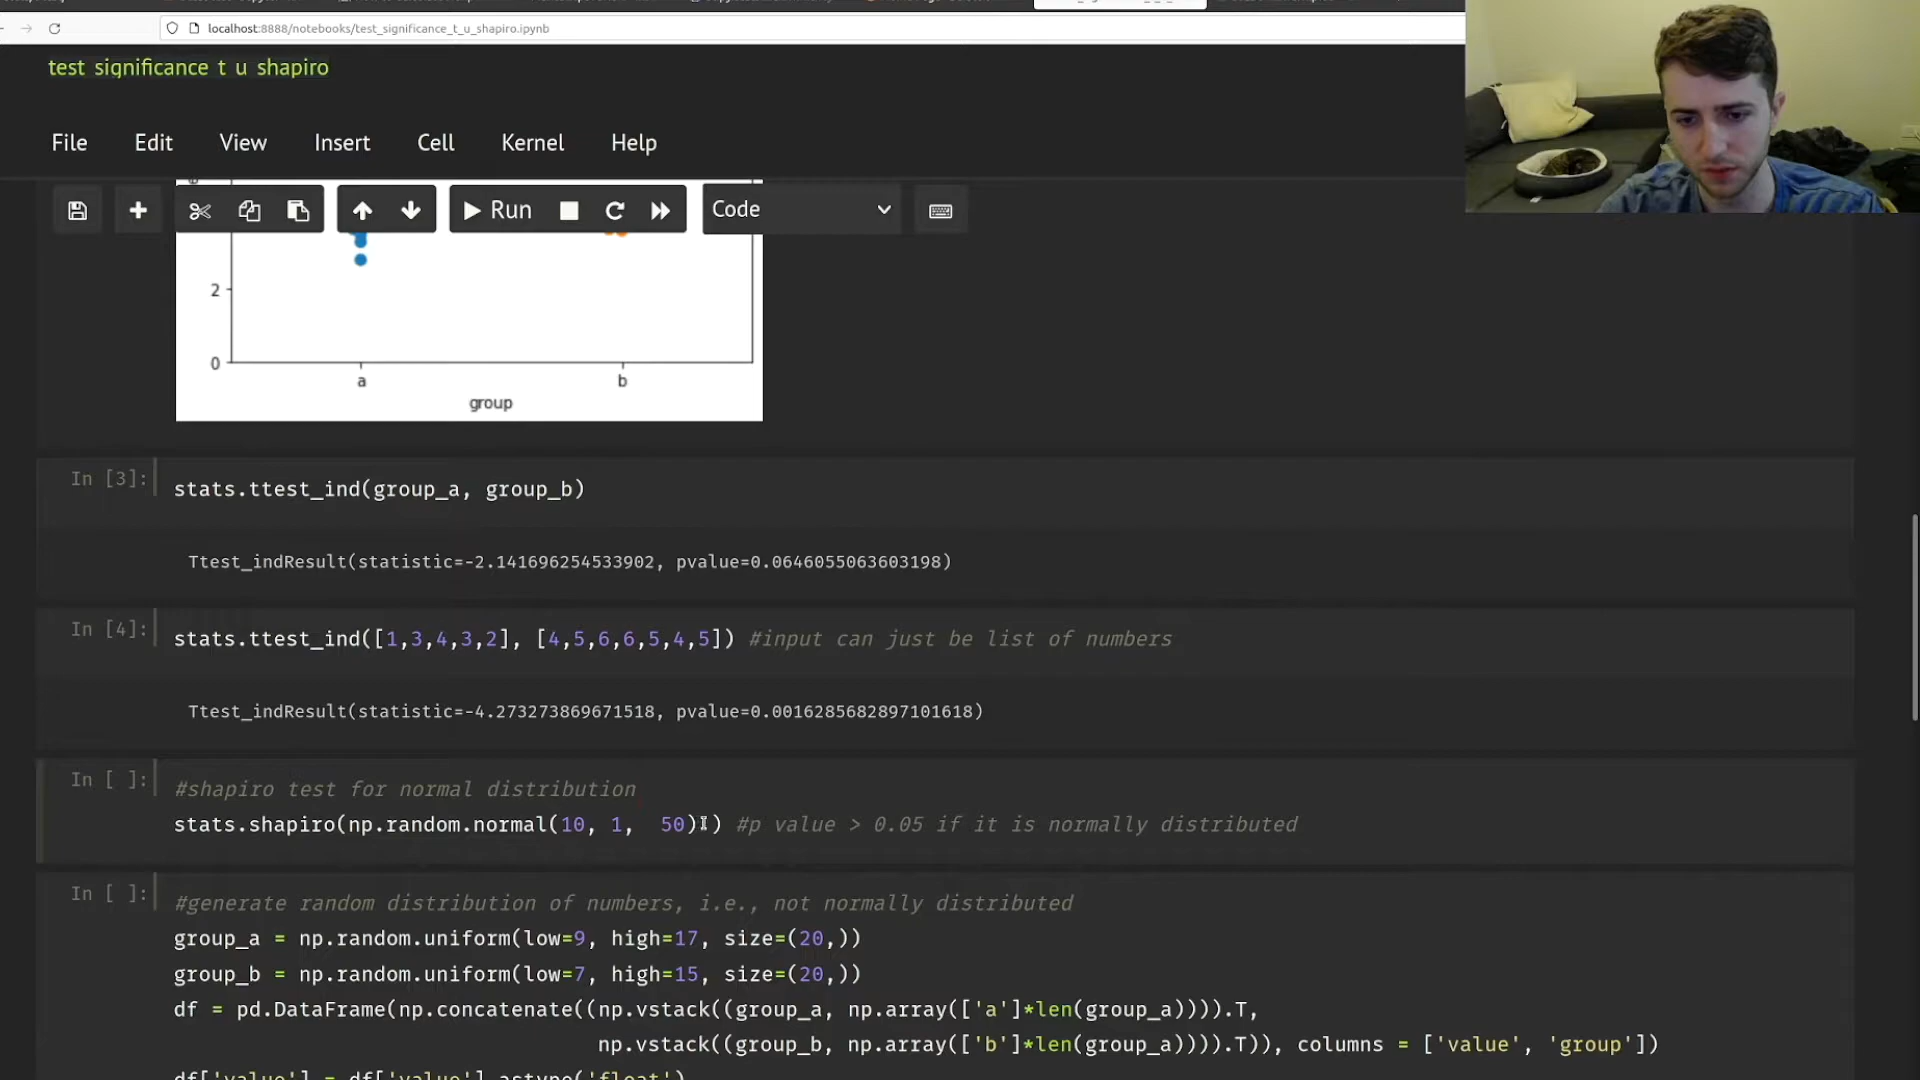 localhost:8888/notebooks/test_significance_t_u_shapiro.ipynb
test significance t u shapiro
File Edit View Insert Cell Kernel Help
Run Code
2
0
a b
group
In [3]:
stats.ttest_ind(group_a, group_b)
Ttest_indResult(statistic=-2.141696254533902, pvalue=0.0646055063603198)
In [4]:
stats.ttest_ind([1,3,4,3,2], [4,5,6,6,5,4,5]) #input can just be list of numbers
Ttest_indResult(statistic=-4.273273869671518, pvalue=0.0016285682897101618)
In [ ]:
#shapiro test for normal distribution
stats.shapiro(np.random.normal(10, 1,  50)) #p value > 0.05 if it is normally distributed
In [ ]:
#generate random distribution of numbers, i.e., not normally distributed
group_a = np.random.uniform(low=9, high=17, size=(20,))
group_b = np.random.uniform(low=7, high=15, size=(20,))
df = pd.DataFrame(np.concatenate((np.vstack((group_a, np.array(['a']*len(group_a)))).T,
np.vstack((group_b, np.array(['b']*len(group_a)))).T)), columns = ['value', 'group'])
df['value'] = df['value'].astype('float')